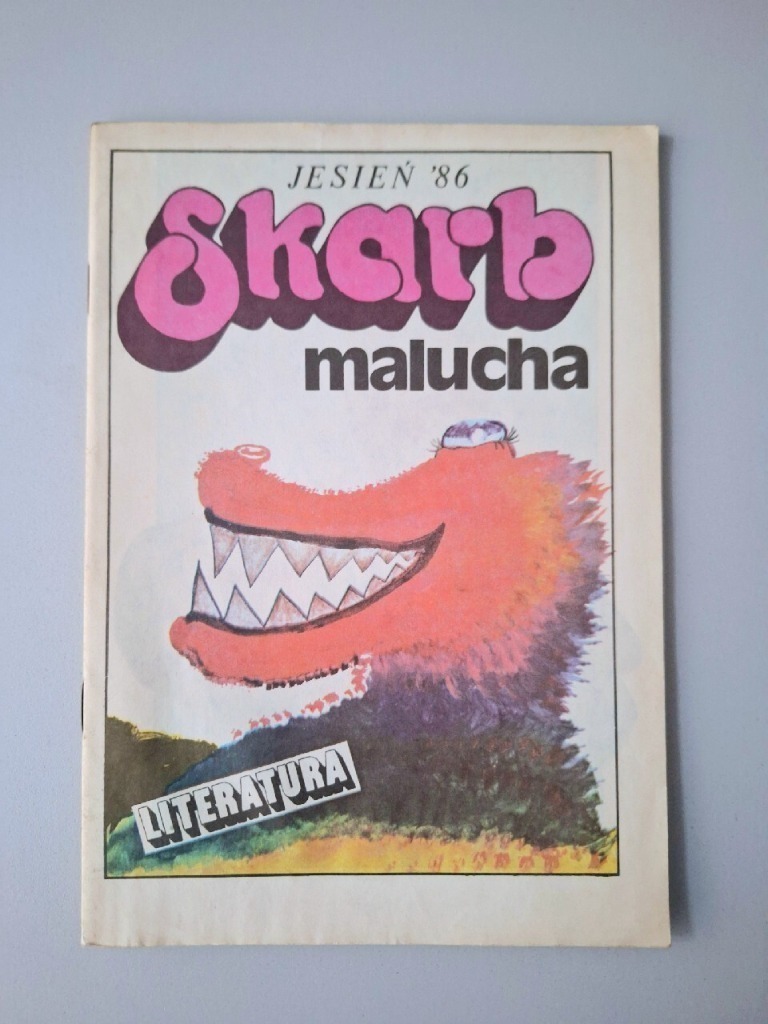 JESIEŃ '86
Skarb
malucha
LITERATURA